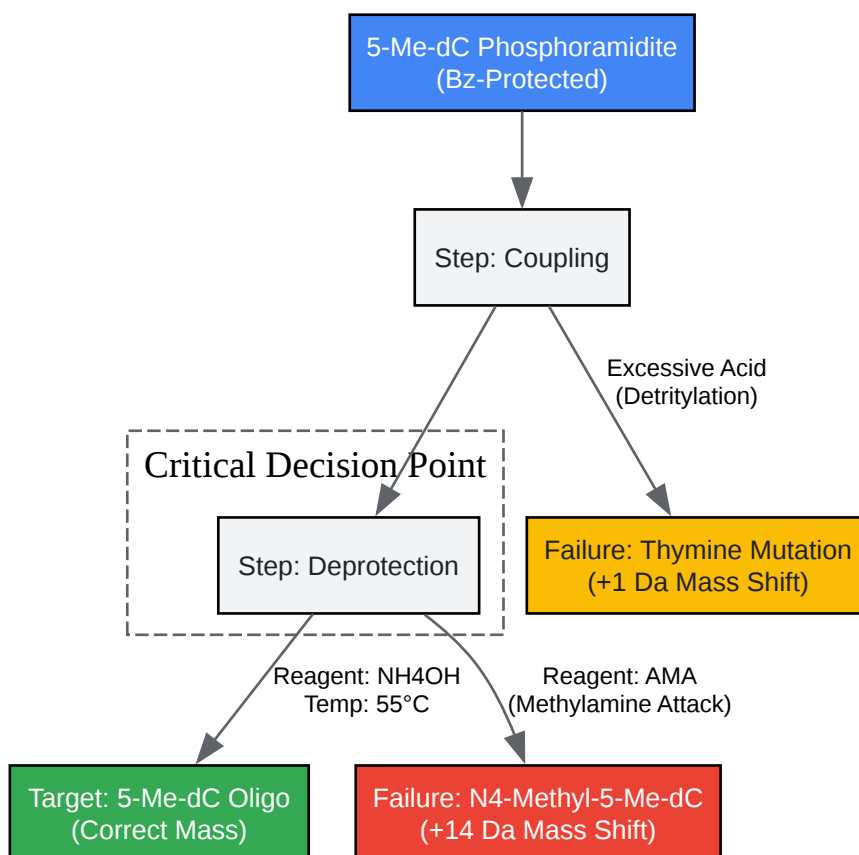 5-Me-dC Phosphoramidite
(Bz-Protected)
Step: Coupling
Excessive Acid
(Detritylation)
Critical Decision Point
Step: Deprotection
Failure: Thymine Mutation
(+1 Da Mass Shift)
Reagent: NH4OH
Temp: 55°C
Reagent: AMA
(Methylamine Attack)
Target: 5-Me-dC Oligo
(Correct Mass)
Failure: N4-Methyl-5-Me-dC
(+14 Da Mass Shift)